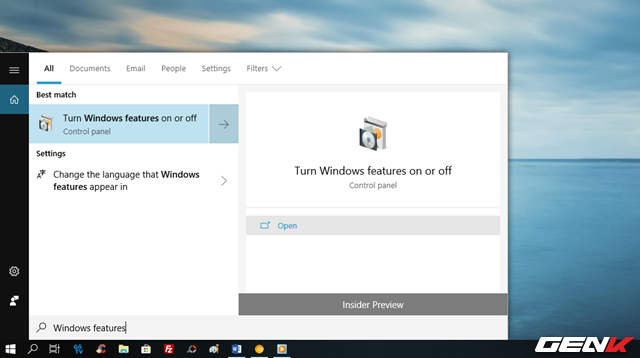 All Documents Email People Settings Filters
Best match
Turn Windows features on or off
Control panel
Settings
Change the language that Windows
features appear in
Turn Windows features on or off
Control panel
Open
Insider Preview
Windows features
GENK